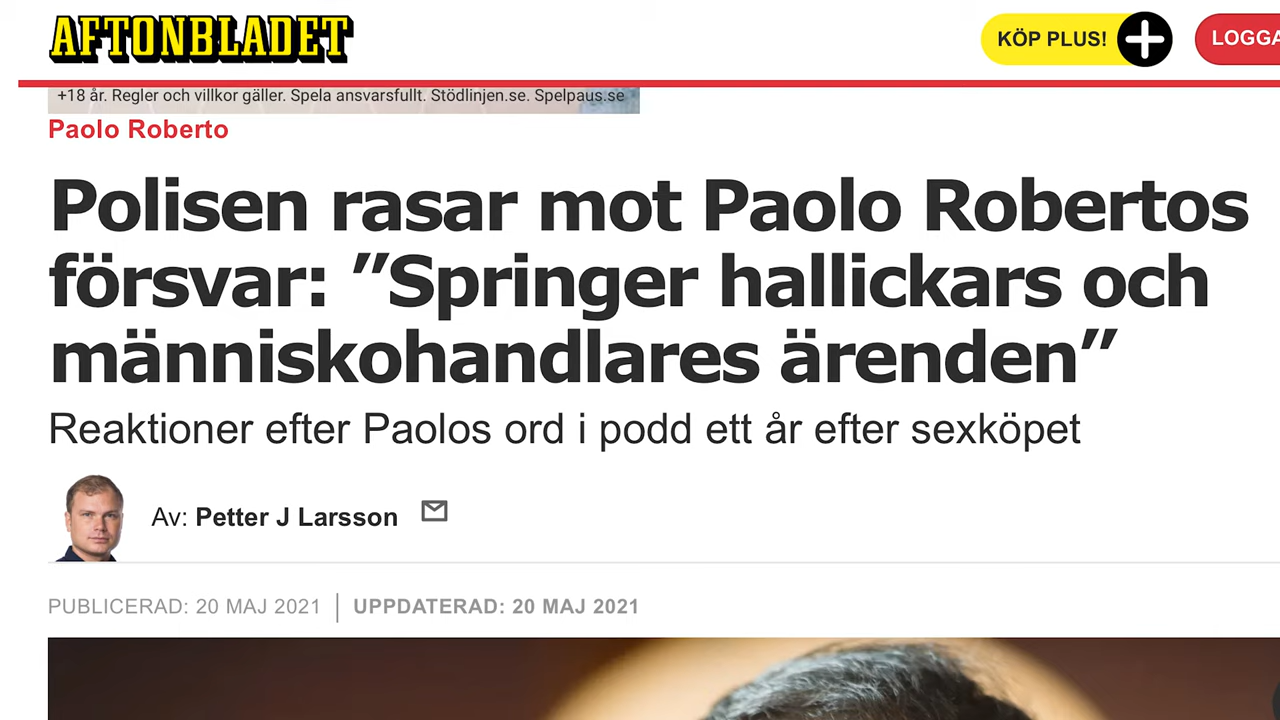 AFTONBLADET
KÖP PLUS!
LOGGA
+18 år. Regler och villkor gäller. Spela ansvarsfullt. Stödlinjen.se. Spelpaus.se
Paolo Roberto
Polisen rasar mot Paolo Robertos
försvar: ”Springer hallickars och
människohandlares ärenden”
Reaktioner efter Paolos ord i podd ett år efter sexköpet
Av: Petter J Larsson
PUBLICERAD: 20 MAJ 2021 | UPPDATERAD: 20 MAJ 2021